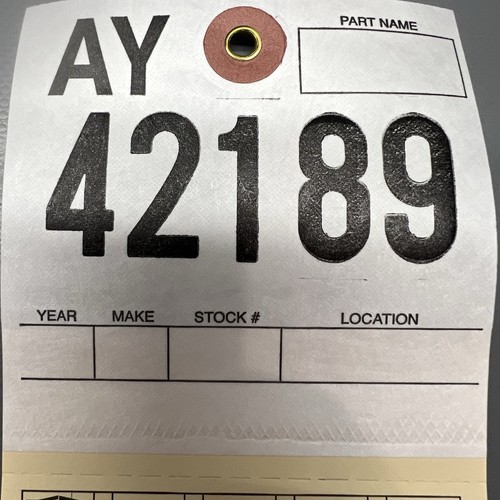 AY
PART NAME
42189
YEAR MAKE STOCK # LOCATION